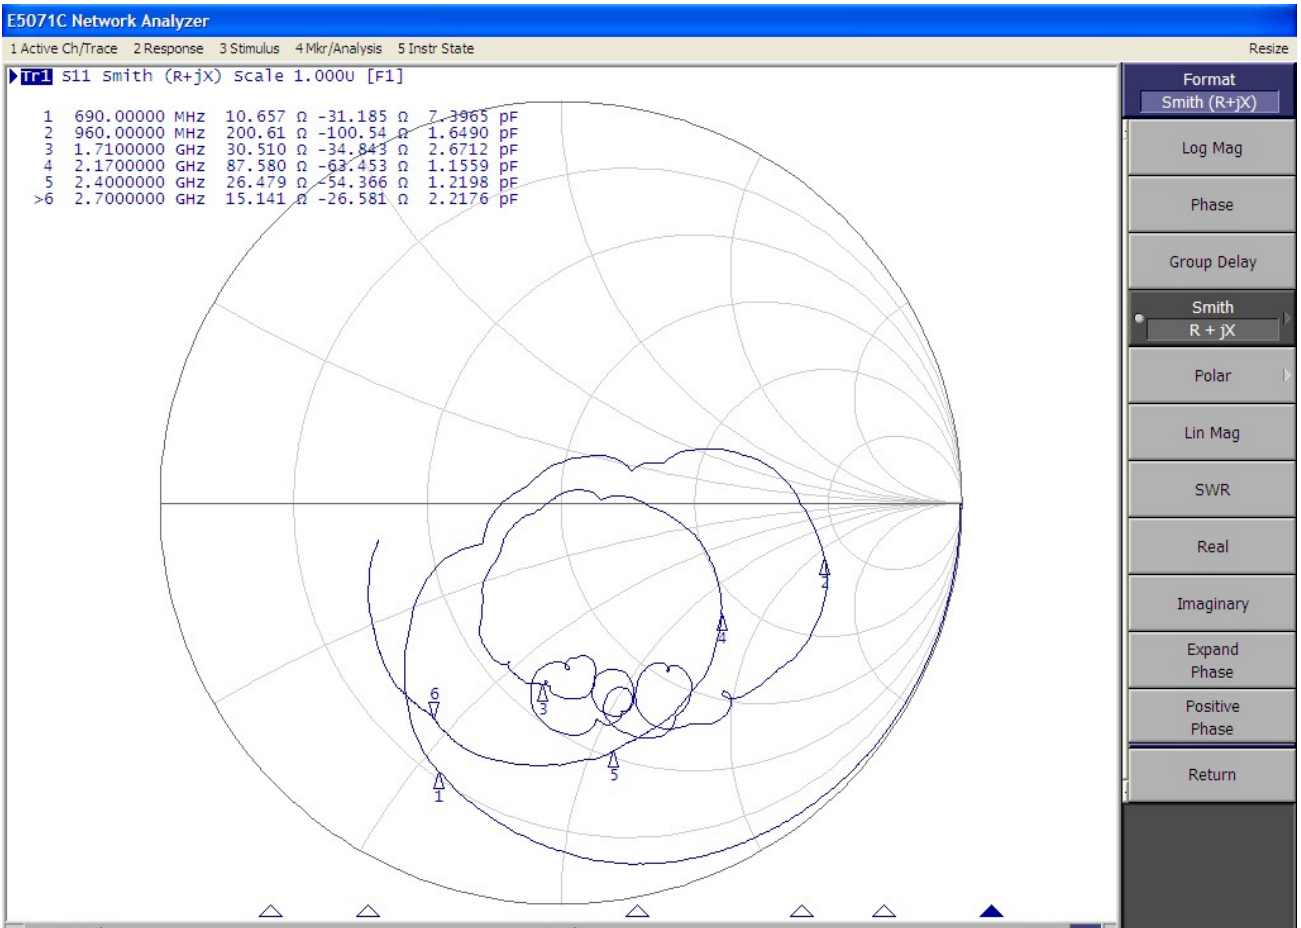 E5071C Network Analyzer
1 Active Ch/Trace 2 Response 3 Stimulus 4 Mkr/Analysis 5 Instr State Resize
Tr1 S11 Smith (R+jX) Scale 1.000U [F1]
1 690.00000 MHz 10.657 Ω -31.185 Ω 7.3965 pF
2 960.00000 MHz 200.61 Ω -100.54 Ω 1.6490 pF
3 1.7100000 GHz 30.510 Ω -34.843 Ω 2.6712 pF
4 2.1700000 GHz 87.580 Ω -63.453 Ω 1.1559 pF
5 2.4000000 GHz 26.479 Ω -54.366 Ω 1.2198 pF
>6 2.7000000 GHz 15.141 Ω -26.581 Ω 2.2176 pF
2
4
6
3
5
1
Format
Smith (R+jX)
Log Mag
Phase
Group Delay
Smith
R + jX
Polar
Lin Mag
SWR
Real
Imaginary
Expand
Phase
Positive
Phase
Return